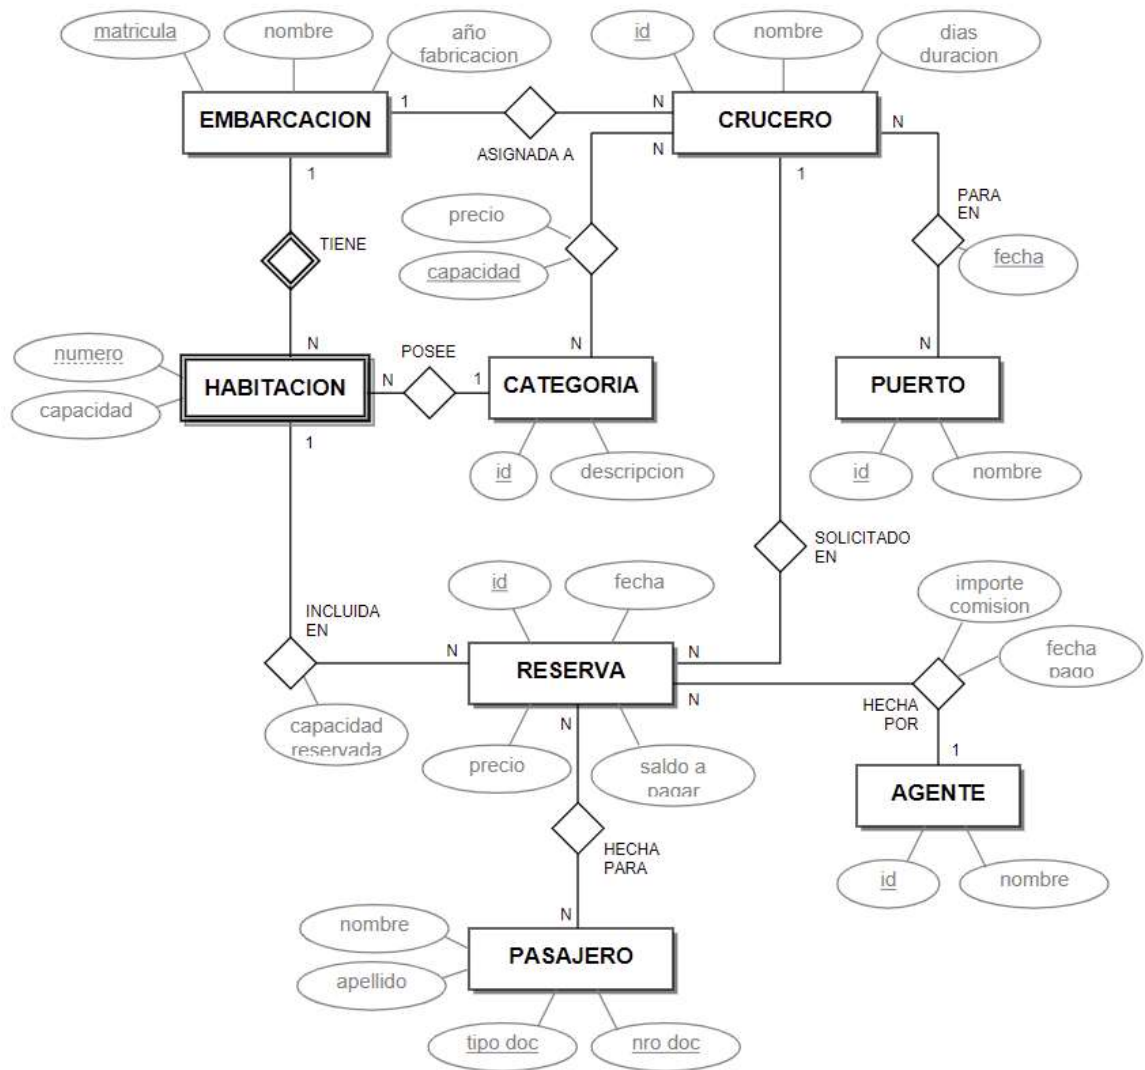 matricula
nombre
año
fabricacion
id
nombre
dias
duracion
EMBARCACION
1
ASIGNADA A
N
CRUCERO
N
N
1
1
precio
capacidad
PARA
EN
fecha
TIENE
N
N
N
numero
capacidad
HABITACION
N
POSEE
1
CATEGORIA
PUERTO
1
id
descripcion
id
nombre
SOLICITADO
EN
id
fecha
importe
comision
fecha
pago
INCLUIDA
EN
N
RESERVA
N
N
HECHA
POR
capacidad
reservada
precio
N
saldo a
pagar
1
AGENTE
HECHA
PARA
id
nombre
N
nombre
apellido
PASAJERO
tipo doc
nro doc